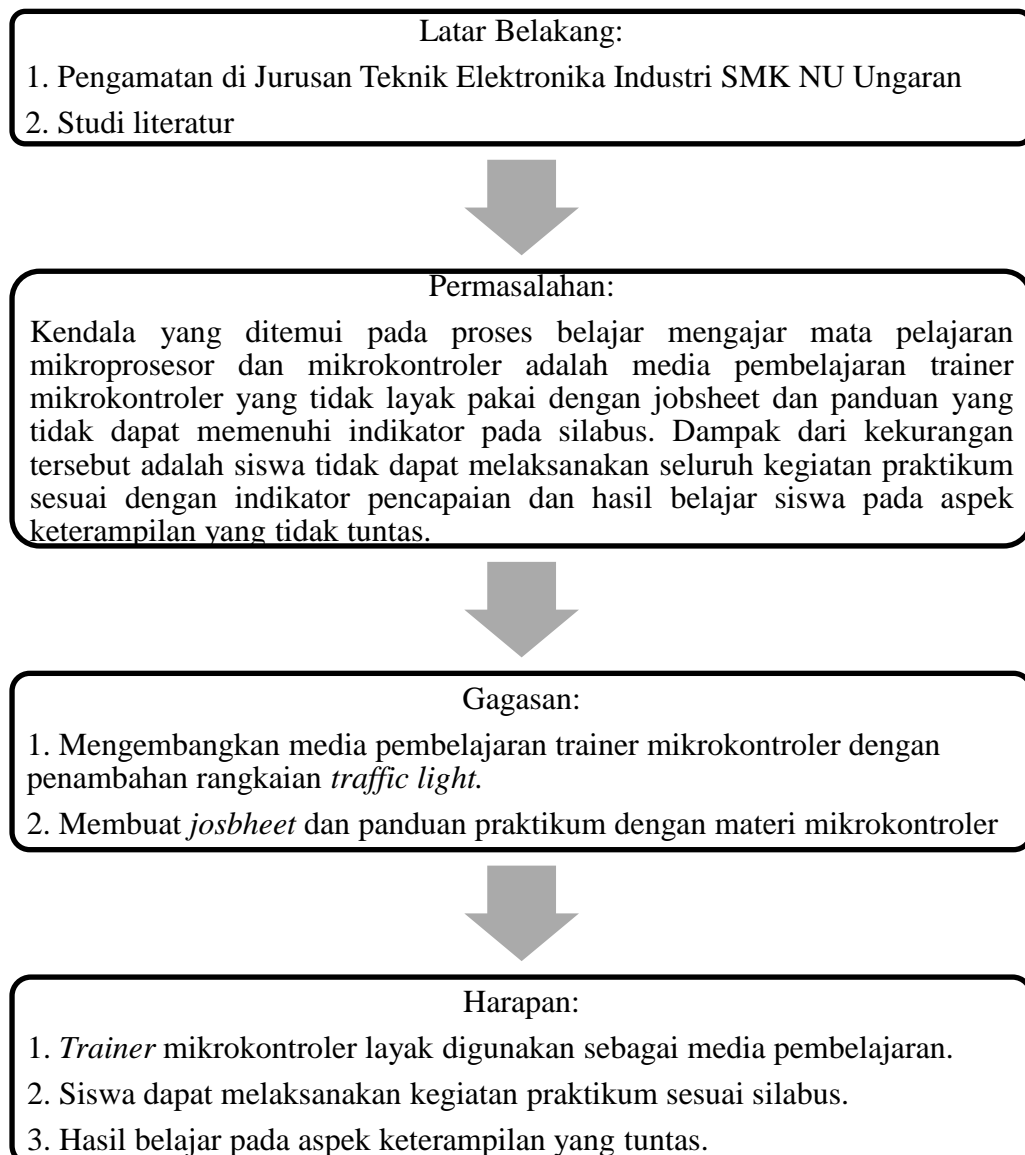 Latar Belakang:
1. Pengamatan di Jurusan Teknik Elektronika Industri SMK NU Ungaran
2. Studi literatur
Permasalahan:
Kendala yang ditemui pada proses belajar mengajar mata pelajaran
mikroprosesor dan mikrokontroler adalah media pembelajaran trainer
mikrokontroler yang tidak layak pakai dengan jobsheet dan panduan yang
tidak dapat memenuhi indikator pada silabus. Dampak dari kekurangan
tersebut adalah siswa tidak dapat melaksanakan seluruh kegiatan praktikum
sesuai dengan indikator pencapaian dan hasil belajar siswa pada aspek
keterampilan yang tidak tuntas.
Gagasan:
1. Mengembangkan media pembelajaran trainer mikrokontroler dengan
penambahan rangkaian traffic light.
2. Membuat josbheet dan panduan praktikum dengan materi mikrokontroler
Harapan:
1. Trainer mikrokontroler layak digunakan sebagai media pembelajaran.
2. Siswa dapat melaksanakan kegiatan praktikum sesuai silabus.
3. Hasil belajar pada aspek keterampilan yang tuntas.